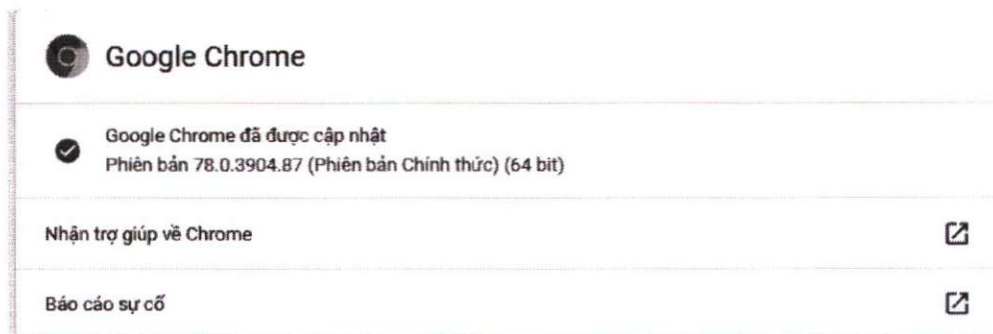 Google Chrome
Google Chrome đã được cập nhật
Phiên bản 78.0.3904.87 (Phiên bản Chính thức) (64 bit)
Nhận trợ giúp về Chrome
Báo cáo sự cố